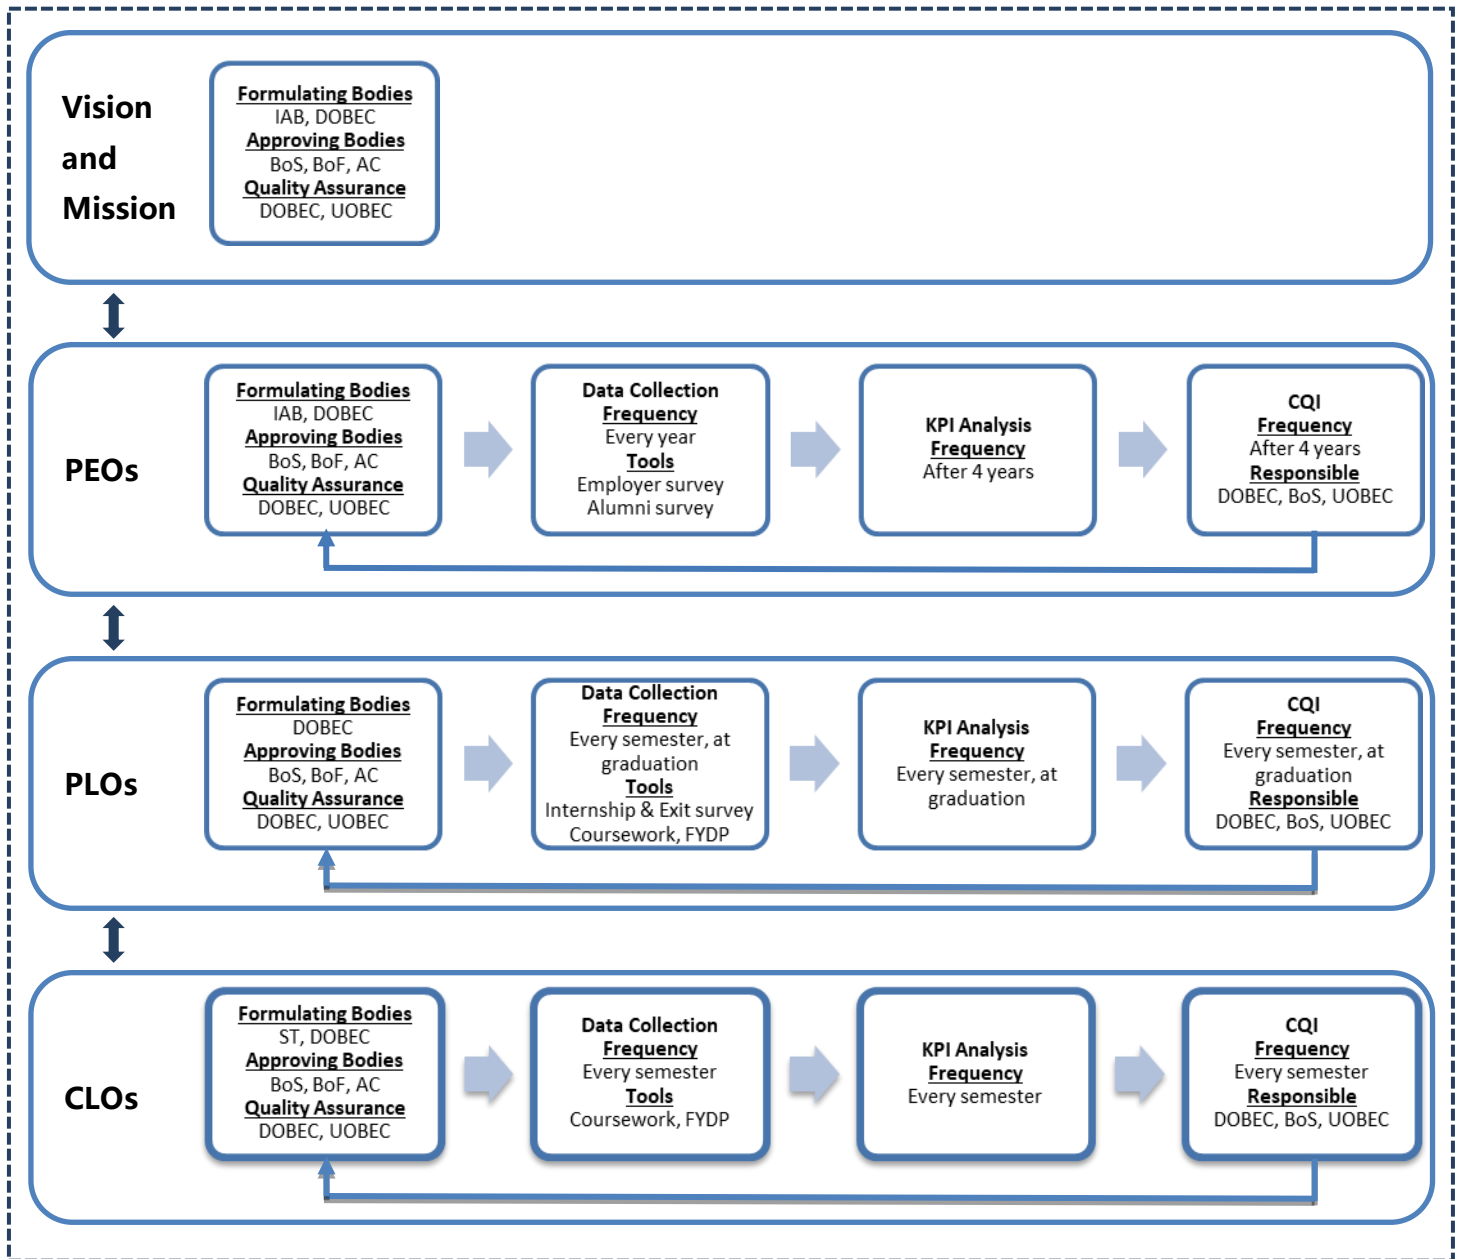 Vision
and
Mission
Formulating Bodies
IAB, DOBEC
Approving Bodies
BoS, BoF, AC
Quality Assurance
DOBEC, UOBEC
PEOs
Formulating Bodies
IAB, DOBEC
Approving Bodies
BoS, BoF, AC
Quality Assurance
DOBEC, UOBEC
Data Collection
Frequency
Every year
Tools
Employer survey
Alumni survey
KPI Analysis
Frequency
After 4 years
CQI
Frequency
After 4 years
Responsible
DOBEC, BoS, UOBEC
PLOs
Formulating Bodies
DOBEC
Approving Bodies
BoS, BoF, AC
Quality Assurance
DOBEC, UOBEC
Data Collection
Frequency
Every semester, at
graduation
Tools
Internship & Exit survey
Coursework, FYDP
KPI Analysis
Frequency
Every semester, at
graduation
CQI
Frequency
Every semester, at
graduation
Responsible
DOBEC, BoS, UOBEC
CLOs
Formulating Bodies
ST, DOBEC
Approving Bodies
BoS, BoF, AC
Quality Assurance
DOBEC, UOBEC
Data Collection
Frequency
Every semester
Tools
Coursework, FYDP
KPI Analysis
Frequency
Every semester
CQI
Frequency
Every semester
Responsible
DOBEC, BoS, UOBEC